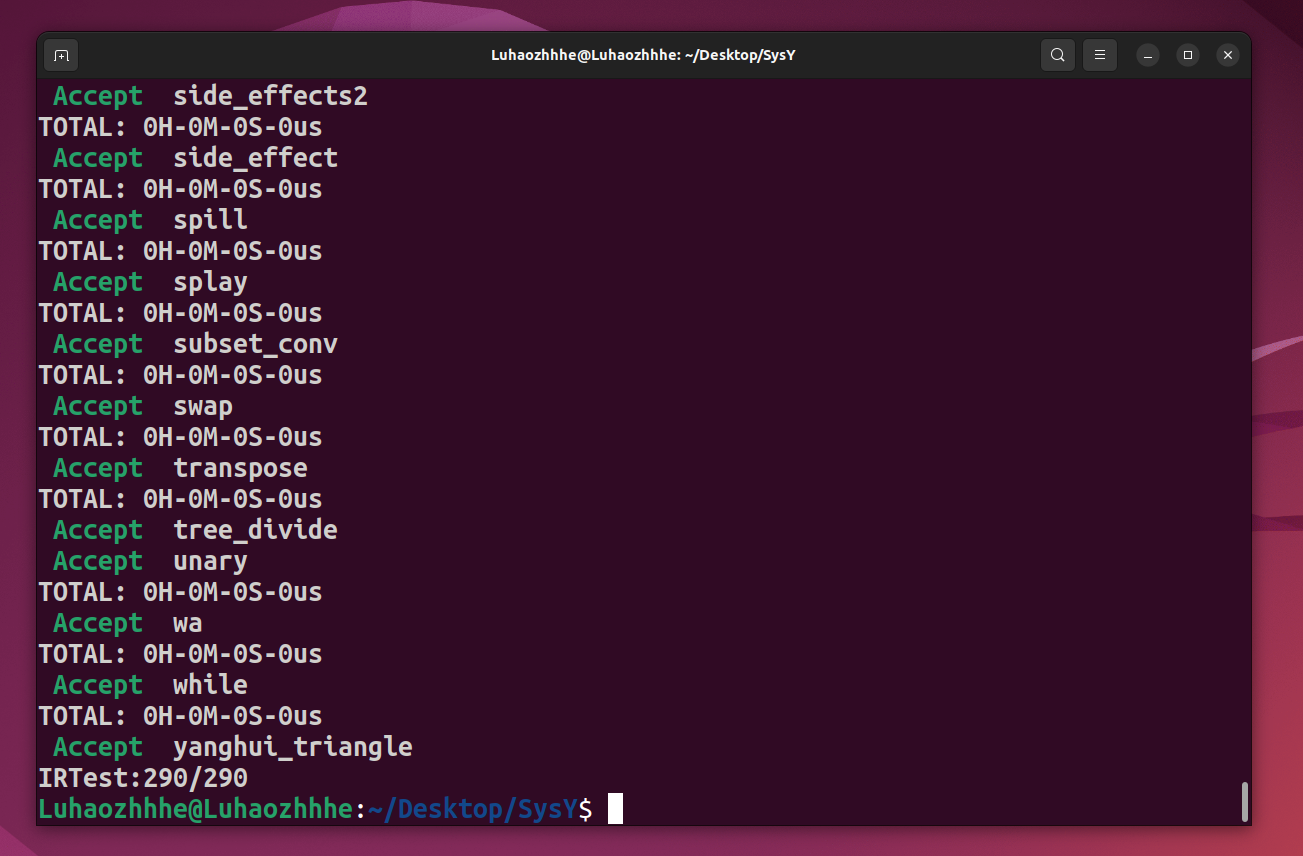 Luhaozhhhe@Luhaozhhhe: ~/Desktop/SysY
Accept  side_effects2
TOTAL: 0H-0M-0S-0us
Accept  side_effect
TOTAL: 0H-0M-0S-0us
Accept  spill
TOTAL: 0H-0M-0S-0us
Accept  splay
TOTAL: 0H-0M-0S-0us
Accept  subset_conv
TOTAL: 0H-0M-0S-0us
Accept  swap
TOTAL: 0H-0M-0S-0us
Accept  transpose
TOTAL: 0H-0M-0S-0us
Accept  tree_divide
Accept  unary
TOTAL: 0H-0M-0S-0us
Accept  wa
TOTAL: 0H-0M-0S-0us
Accept  while
TOTAL: 0H-0M-0S-0us
Accept  yanghui_triangle
IRTest:290/290
Luhaozhhhe@Luhaozhhhe:~/Desktop/SysY$